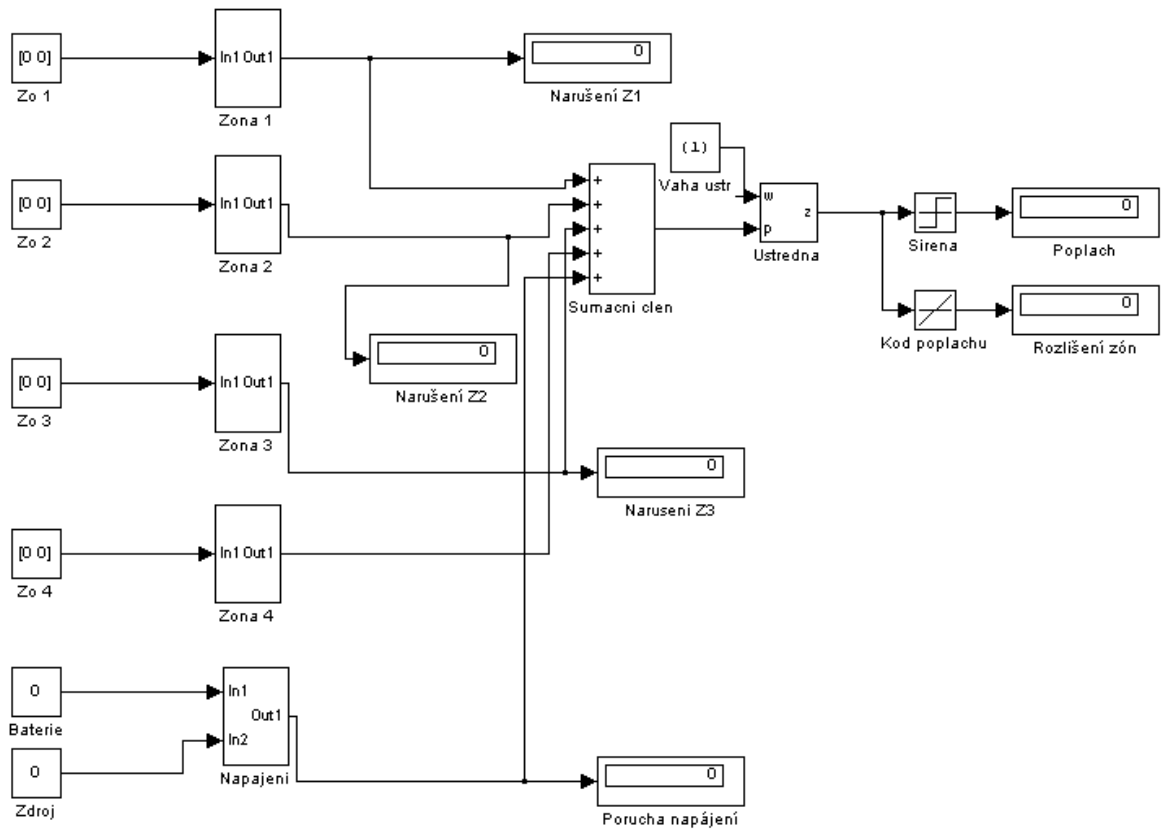 [0 0]
Zo 1
In1 Out1
Zona 1
0
Narušení Z1
[0 0]
Zo 2
In1 Out1
Zona 2
0
Narušení Z2
(1)
Vaha ustr
+
+
+
+
+
Sumacni clen
w
p
z
Ustredna
Sirena
0
Poplach
Kod poplachu
0
Rozlišení zón
[0 0]
Zo 3
In1 Out1
Zona 3
0
Naruseni Z3
[0 0]
Zo 4
In1 Out1
Zona 4
0
Baterie
0
Zdroj
In1
In2
Out1
Napajeni
0
Porucha napájení